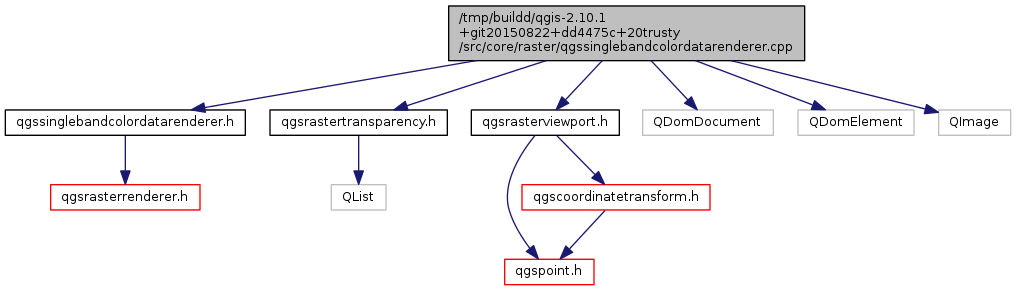 /tmp/buildd/qgis-2.10.1
+git20150822+dd4475c+20trusty
/src/core/raster/qgssinglebandcolordatarenderer.cpp
qgssinglebandcolordatarenderer.h
qgsrastertransparency.h
qgsrasterviewport.h
QDomDocument
QDomElement
QImage
qgsrasterrenderer.h
QList
qgscoordinatetransform.h
qgspoint.h